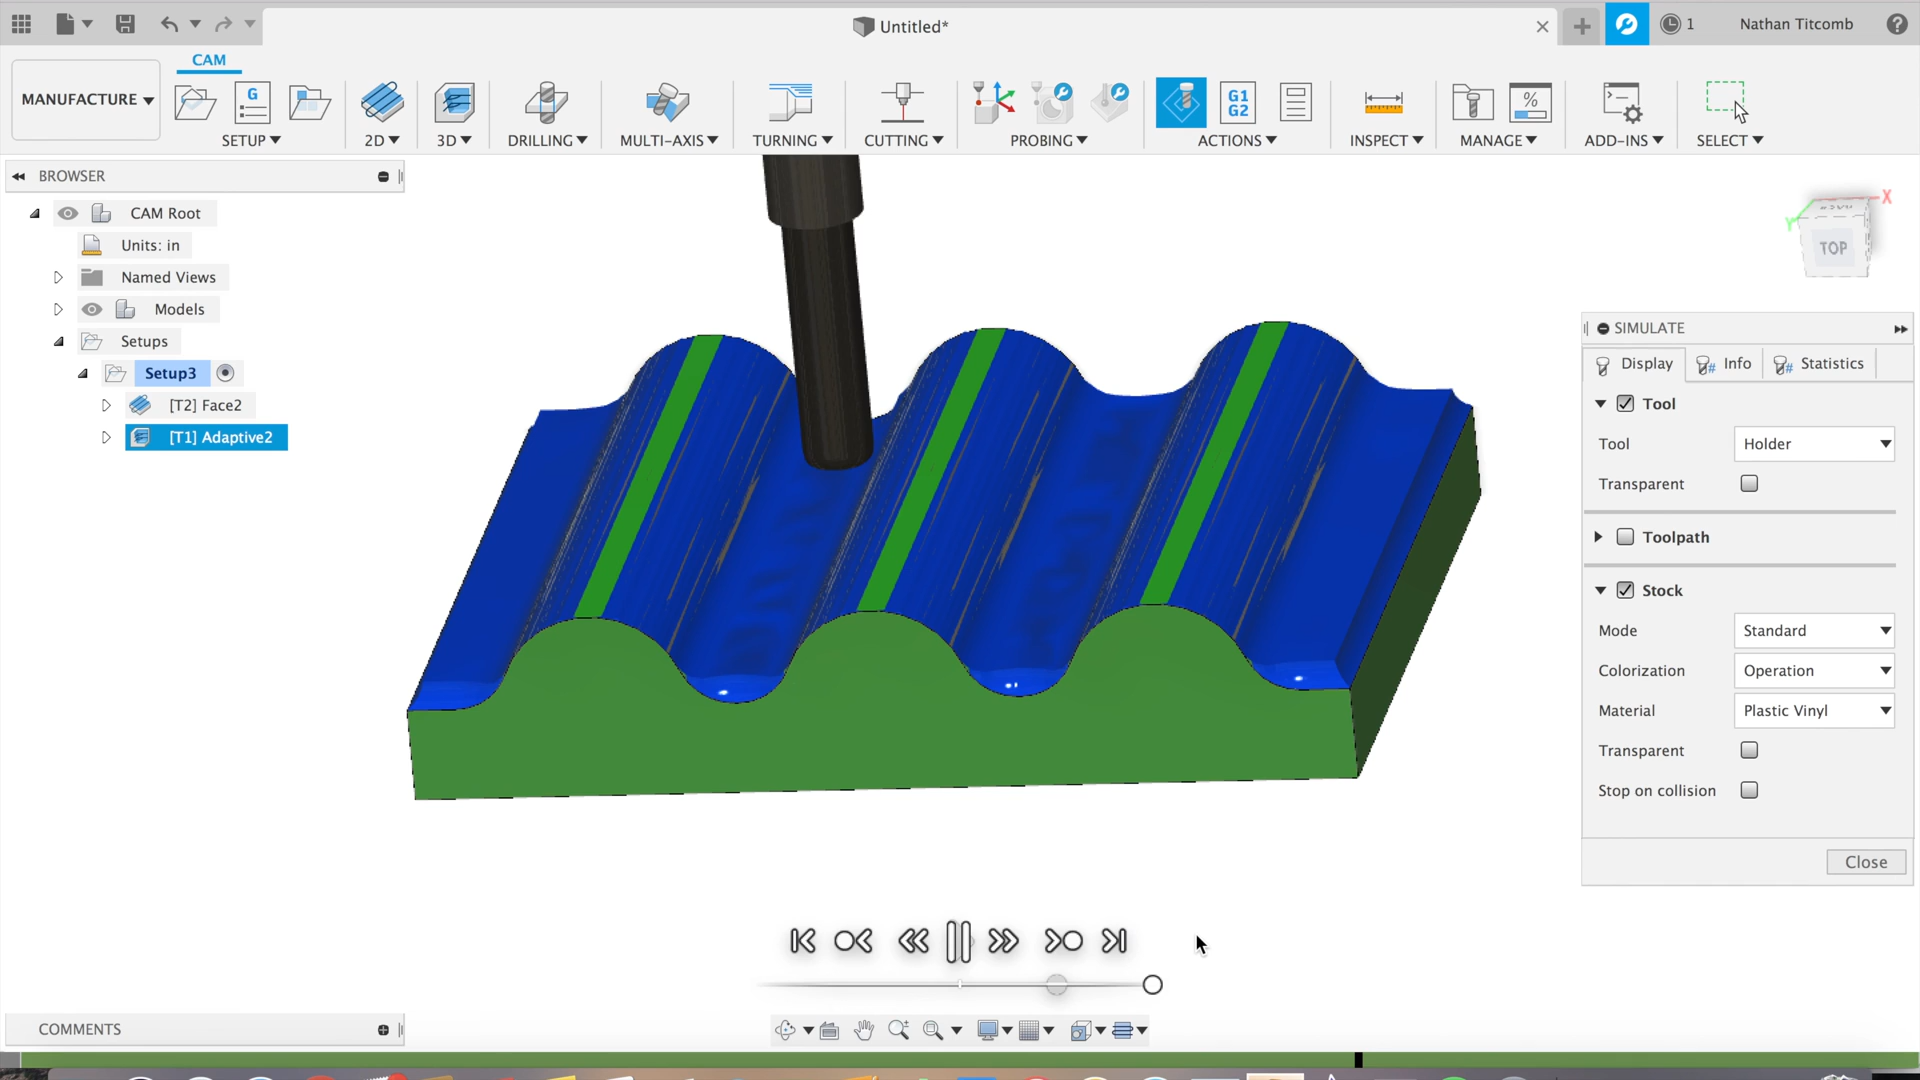 Untitled*
1
Nathan Titcomb
CAM
MANUFACTURE
G
G1
G2
%
SETUP
2D
3D
DRILLING
MULTI-AXIS
TURNING
CUTTING
PROBING
ACTIONS
INSPECT
MANAGE
ADD-INS
SELECT
BROWSER
CAM Root
Units: in
Named Views
Models
Setups
Setup3
[T2] Face2
[T1] Adaptive2
X
Y
TOP
SIMULATE
Display
Info
Statistics
Tool
Tool
Holder
Transparent
Toolpath
Stock
Mode
Standard
Colorization
Operation
Material
Plastic Vinyl
Transparent
Stop on collision
Close
COMMENTS